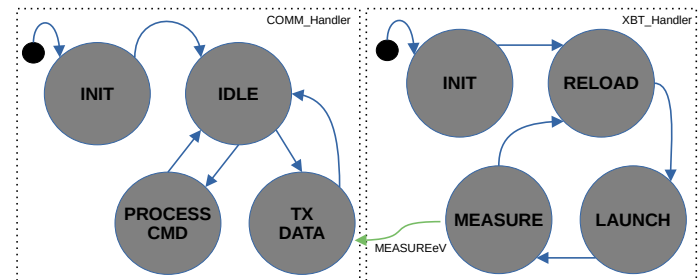 COMM_Handler
XBT_Handler
INIT
IDLE
INIT
RELOAD
PROCESS
CMD
TX
DATA
MEASURE
LAUNCH
MEASUREeV